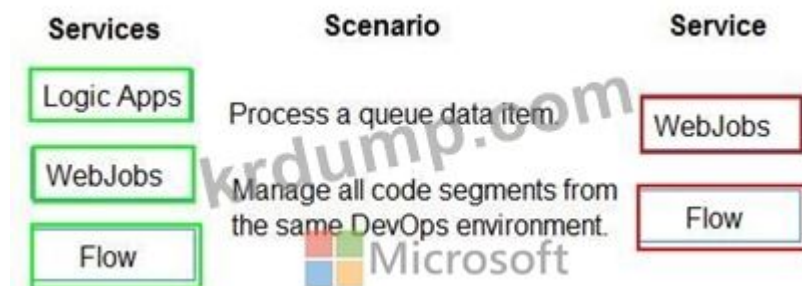 Services Scenario Service
Logic Apps
Process a queue data item.
WebJobs
WebJobs
Manage all code segments from
the same DevOps environment.
Flow
Flow
krdump.com
Microsoft